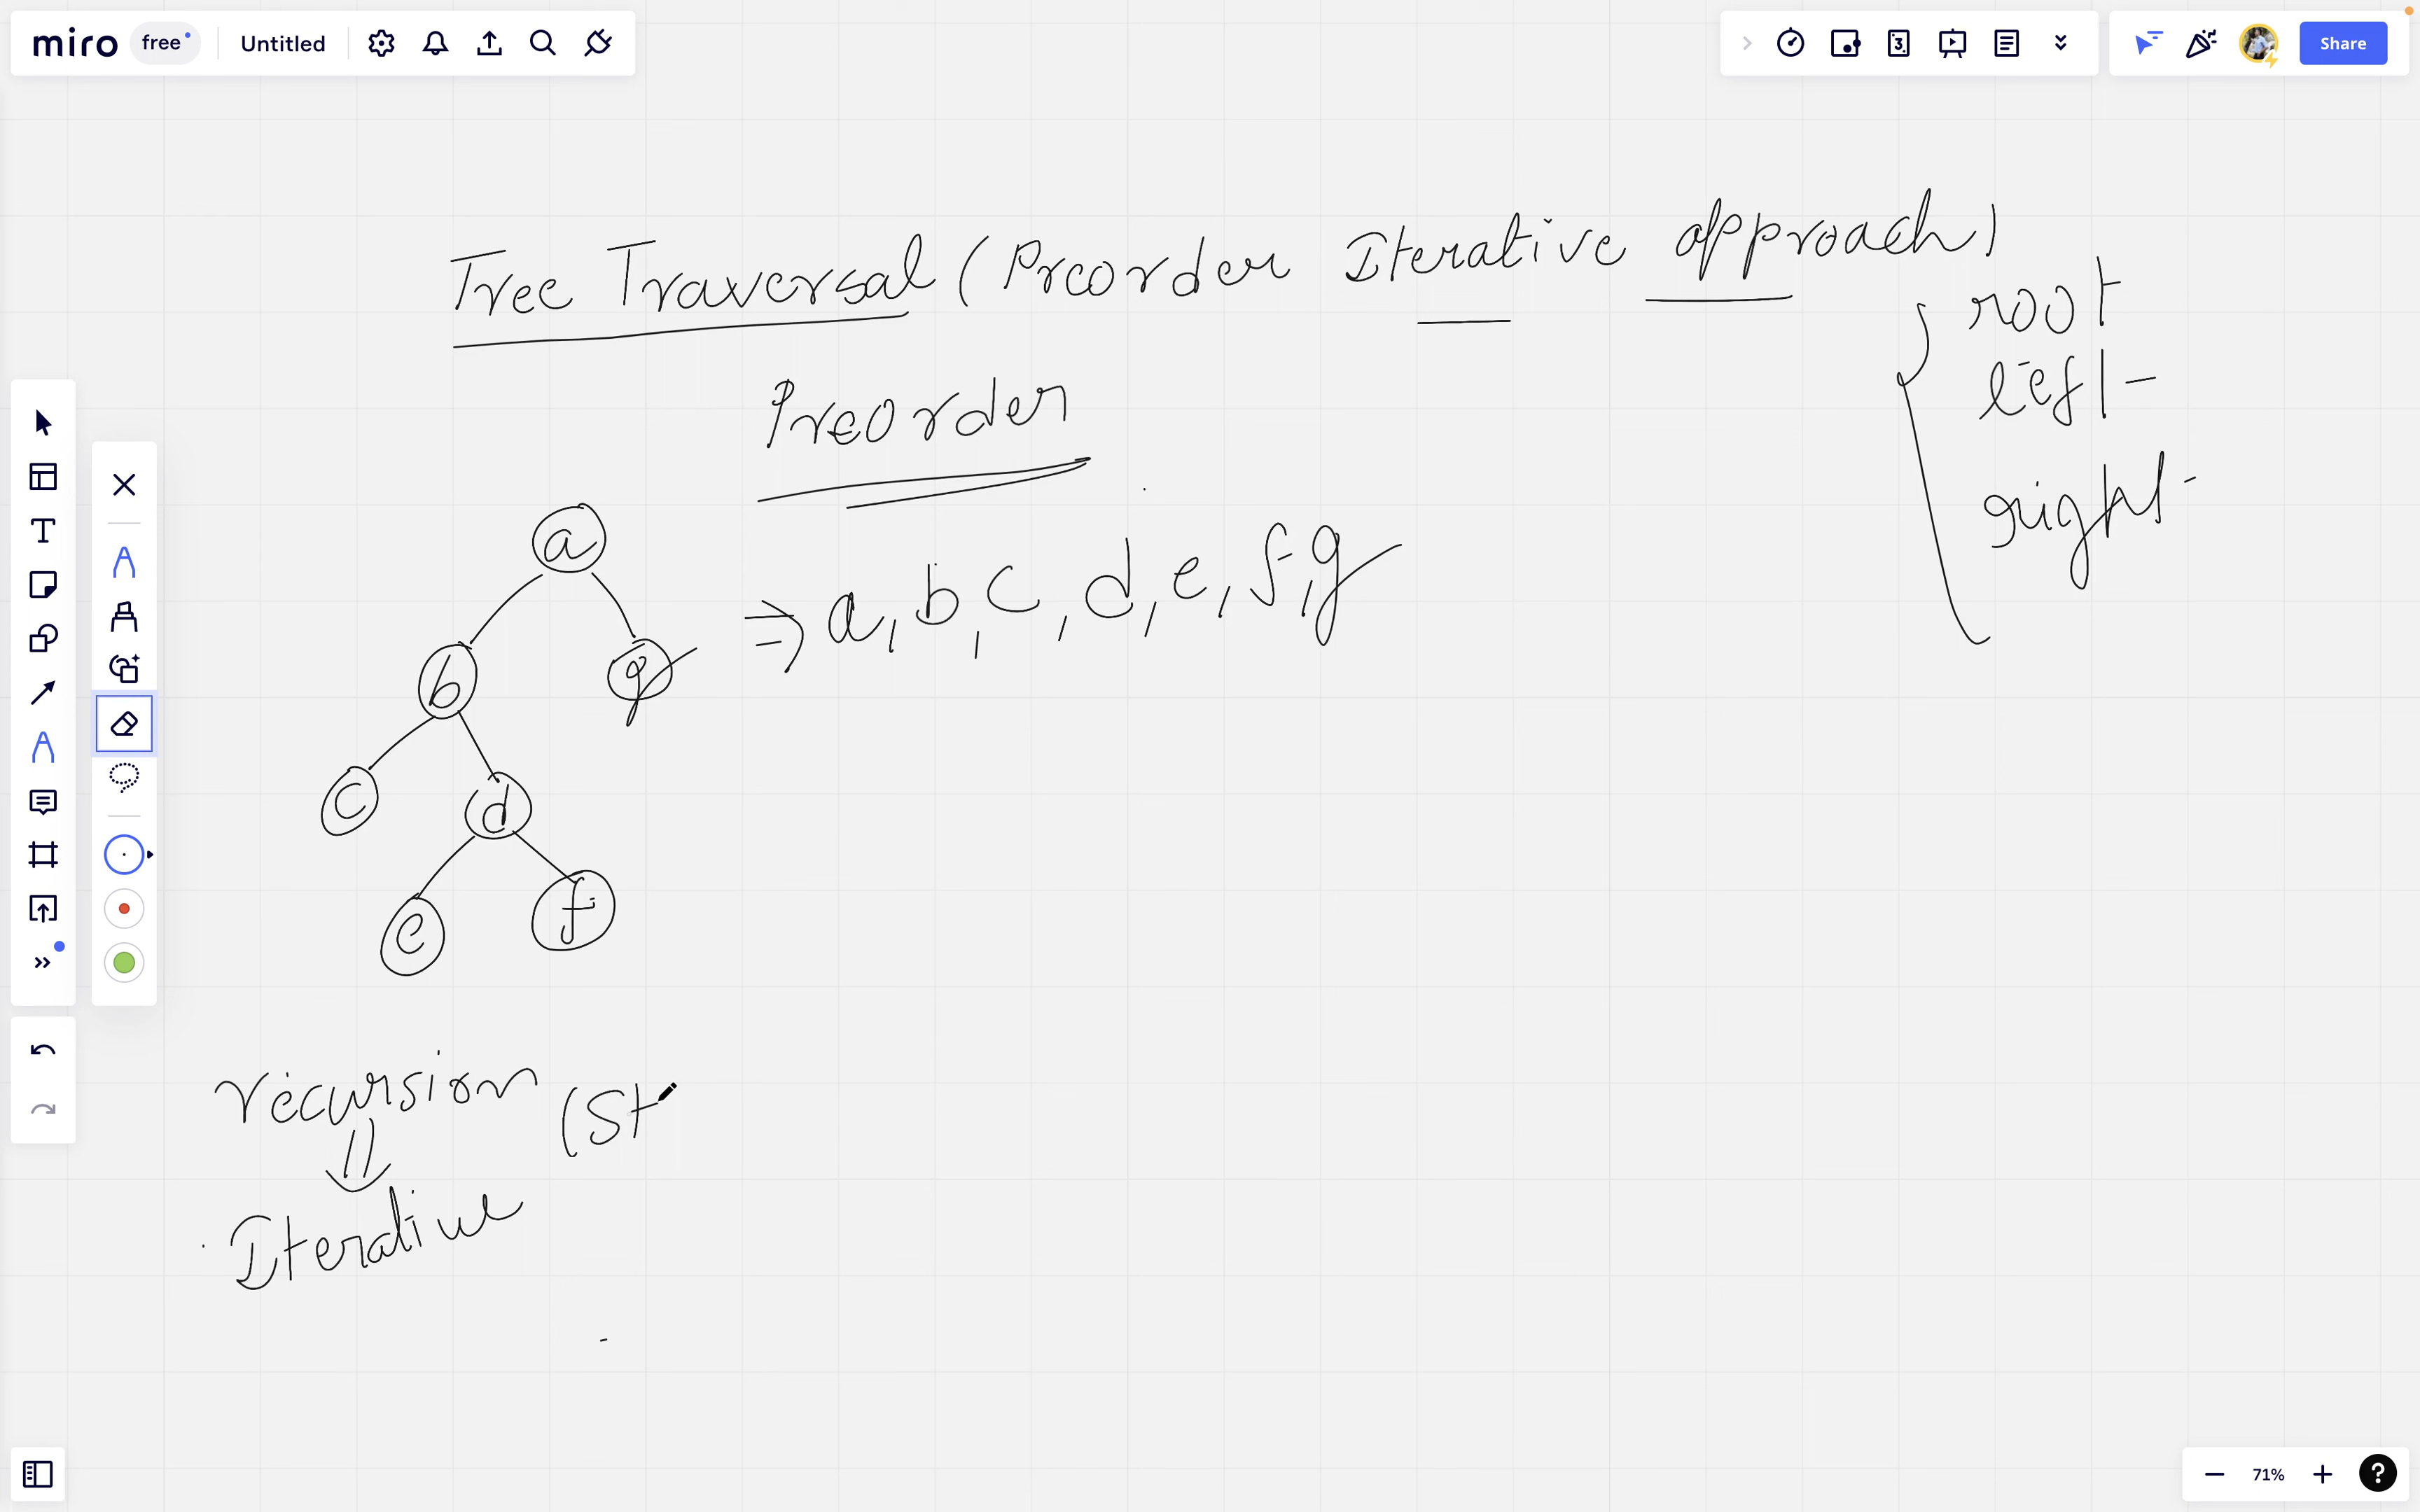 miro free Untitled
Share
Tree Traversal (Preorder Iterative approach)
root
left
right
Preorder
⇒ a, b, c, d, e, f, g
a
b
g
c
d
e
f
recursion (St
Iterative
71%